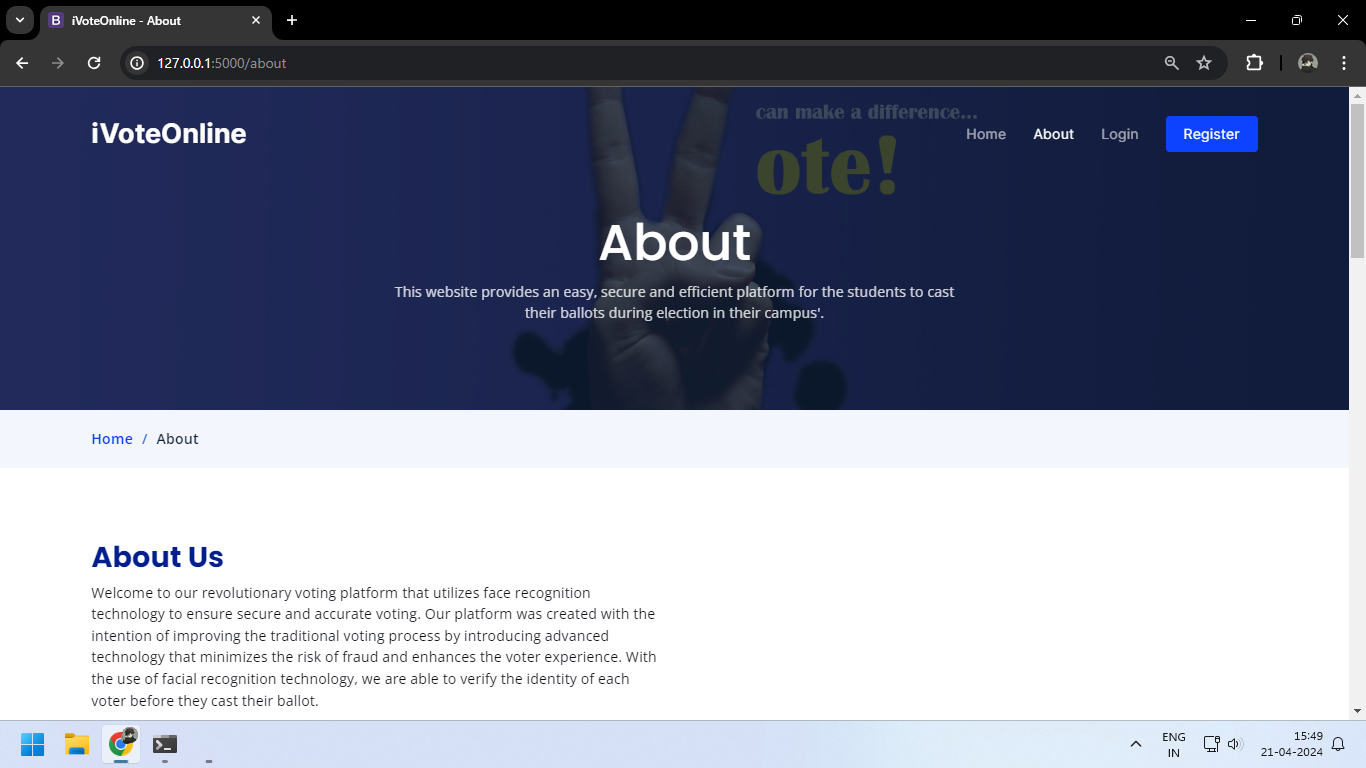 iVoteOnline - About
127.0.0.1:5000/about
can make a difference...
iVoteOnline
Home About Login Register
ote!
About
This website provides an easy, secure and efficient platform for the students to cast
their ballots during election in their campus'.
Home / About
About Us
Welcome to our revolutionary voting platform that utilizes face recognition
technology to ensure secure and accurate voting. Our platform was created with the
intention of improving the traditional voting process by introducing advanced
technology that minimizes the risk of fraud and enhances the voter experience. With
the use of facial recognition technology, we are able to verify the identity of each
voter before they cast their ballot.
ENG
IN
15:49
21-04-2024